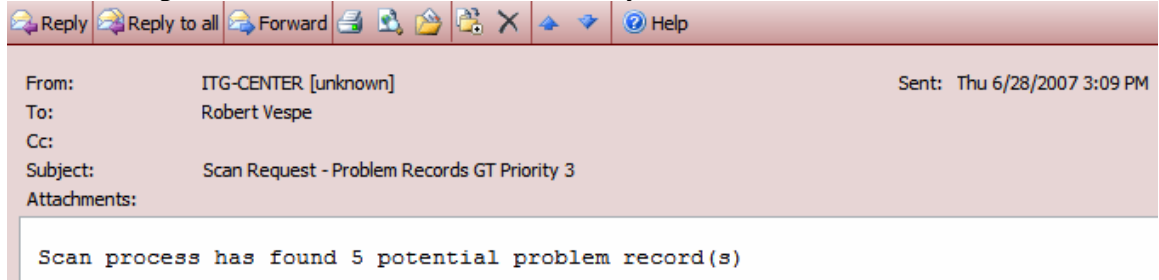 Reply Reply to all Forward Help
From: ITG-CENTER [unknown] Sent: Thu 6/28/2007 3:09 PM
To: Robert Vespe
Cc:
Subject: Scan Request - Problem Records GT Priority 3
Attachments:
Scan process has found 5 potential problem record(s)